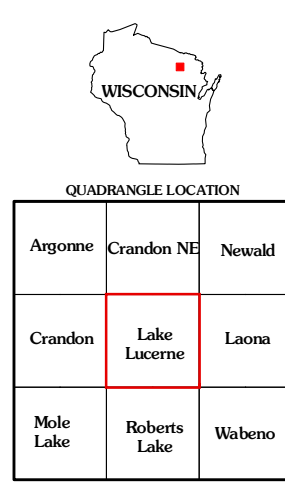 WISCONSIN
QUADRANGLE LOCATION
Argonne Crandon NE Newald
Crandon Lake Lucerne Laona
Mole Lake Roberts Lake Wabeno